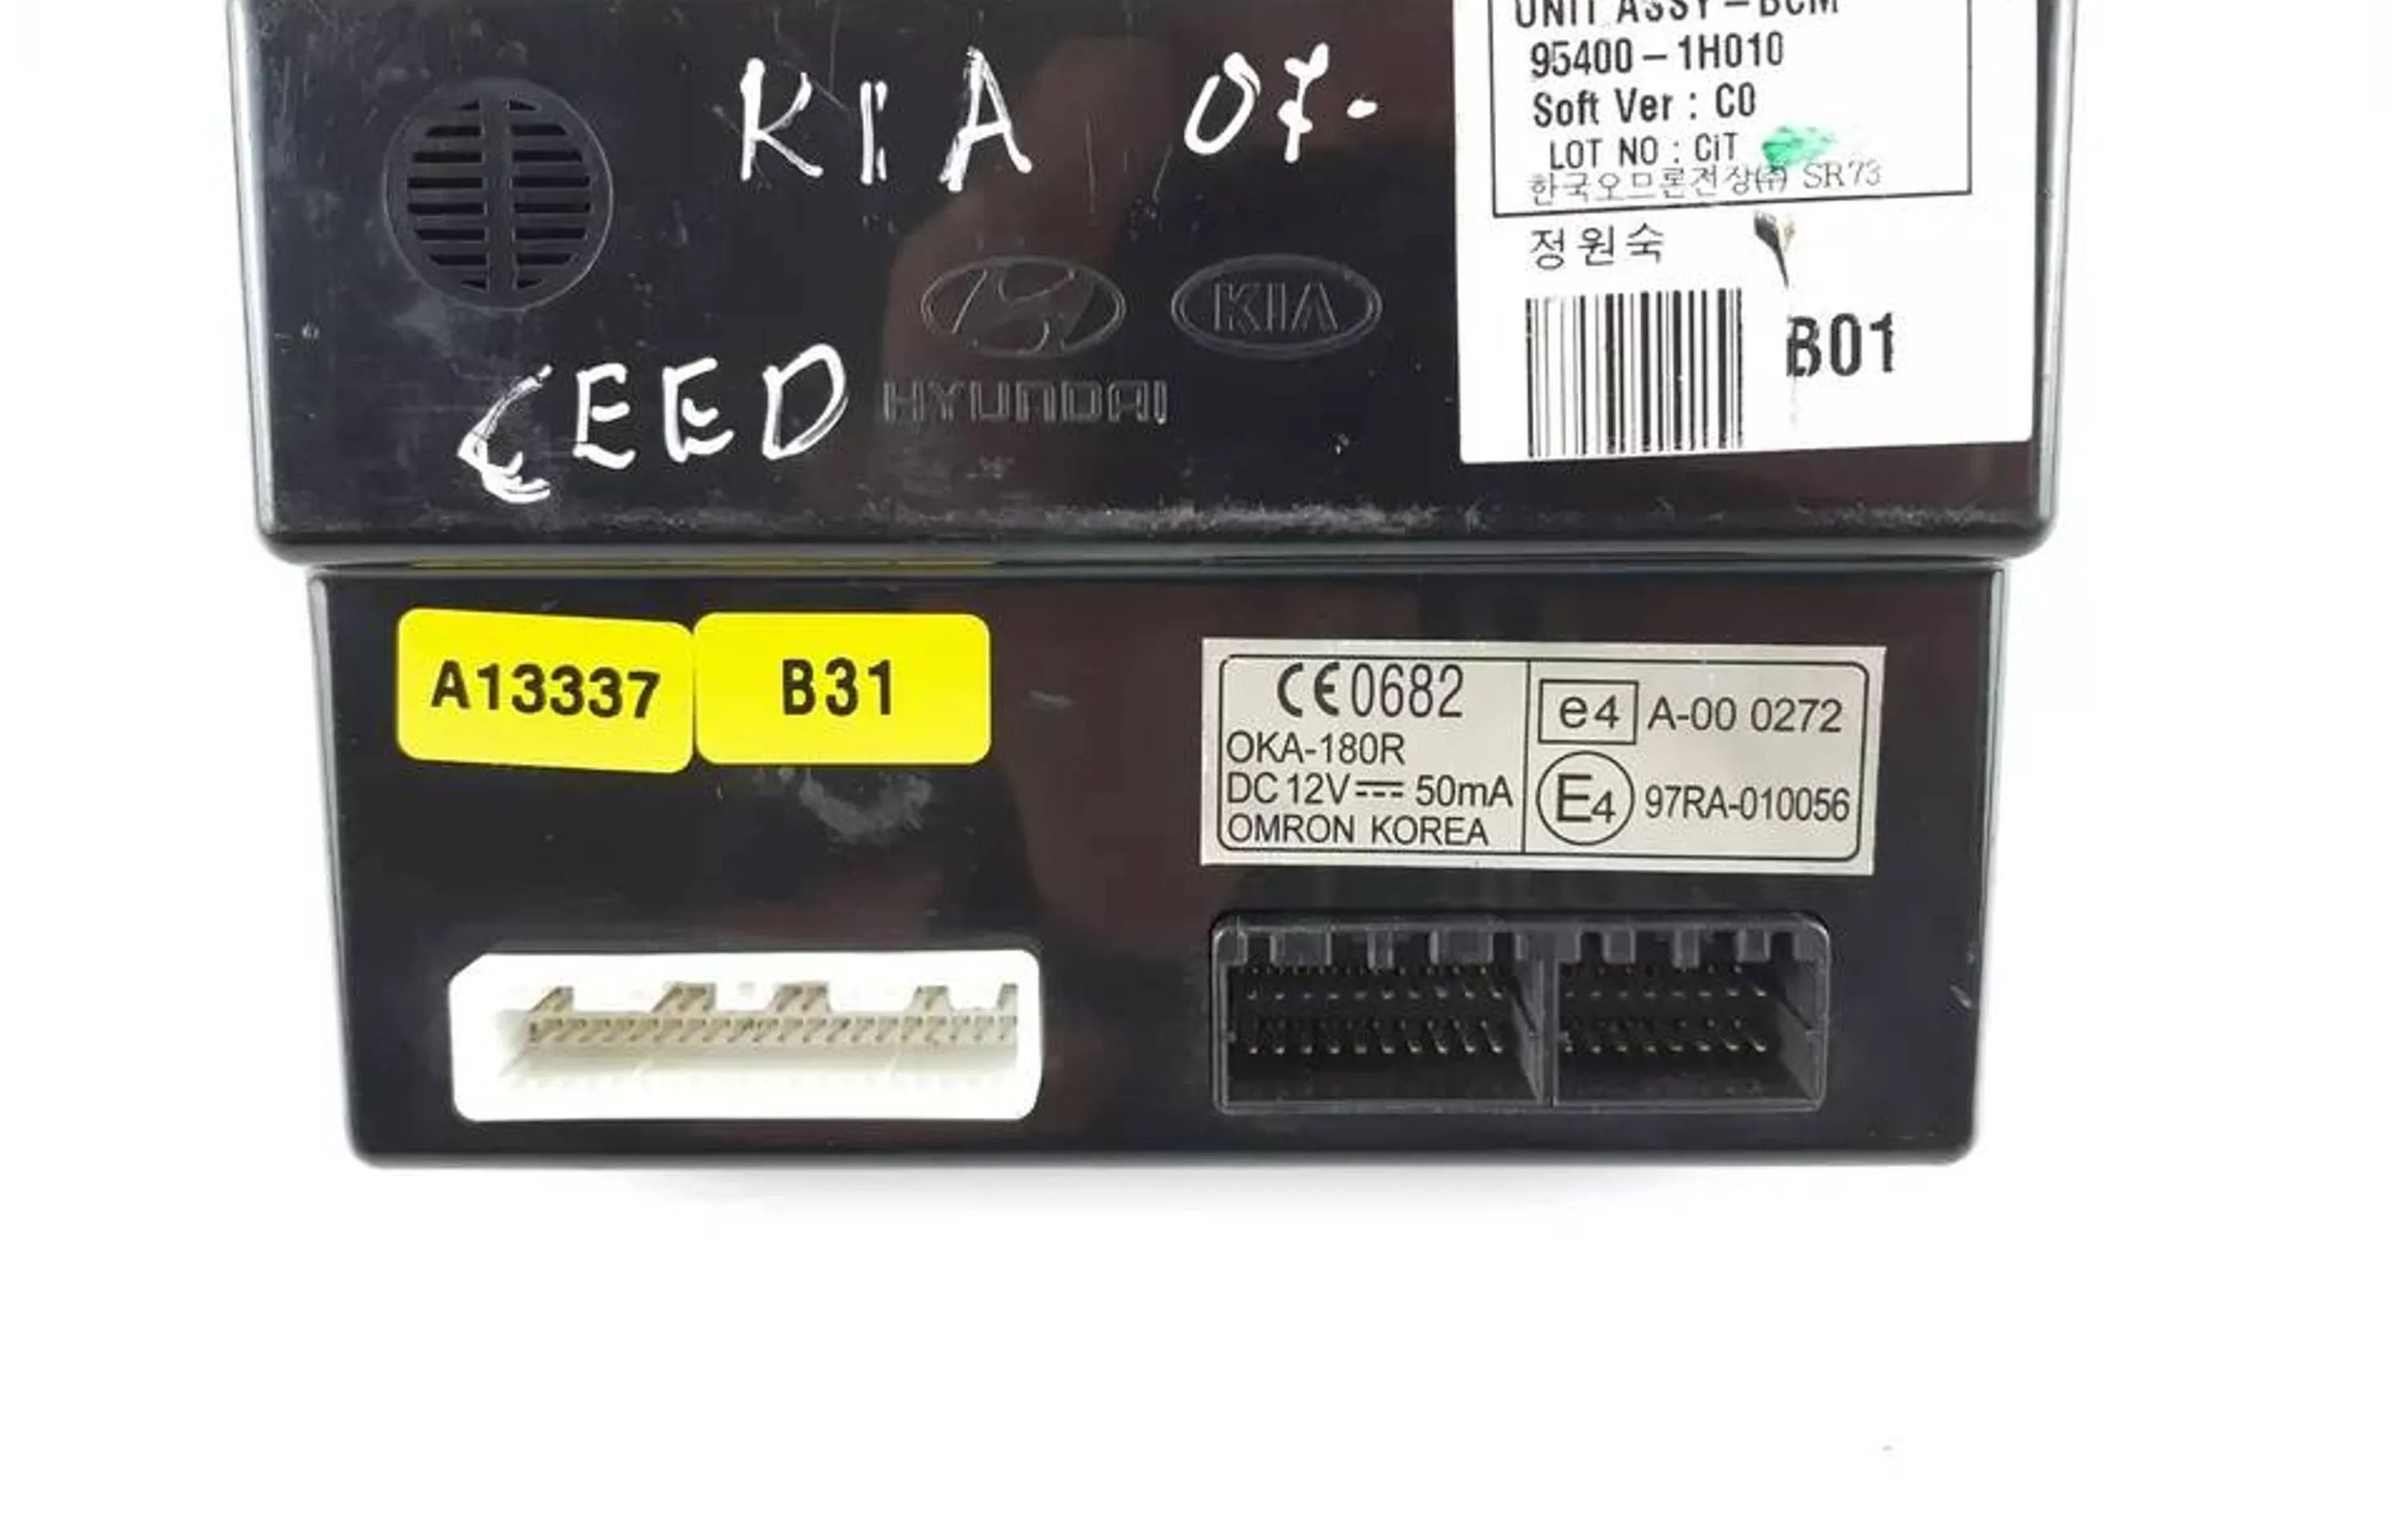 UNIT ASSY-BCM
95400-1H010
Soft Ver : C0
LOT NO : CiT
한국오므론전장(주) SR73
정원숙
B01
KIA 07-
KIA
CEED
HYUNDAI
A13337
B31
CE0682
OKA-180R
DC 12V⎓ 50mA
OMRON KOREA
e4 A-00 0272
E4 97RA-010056